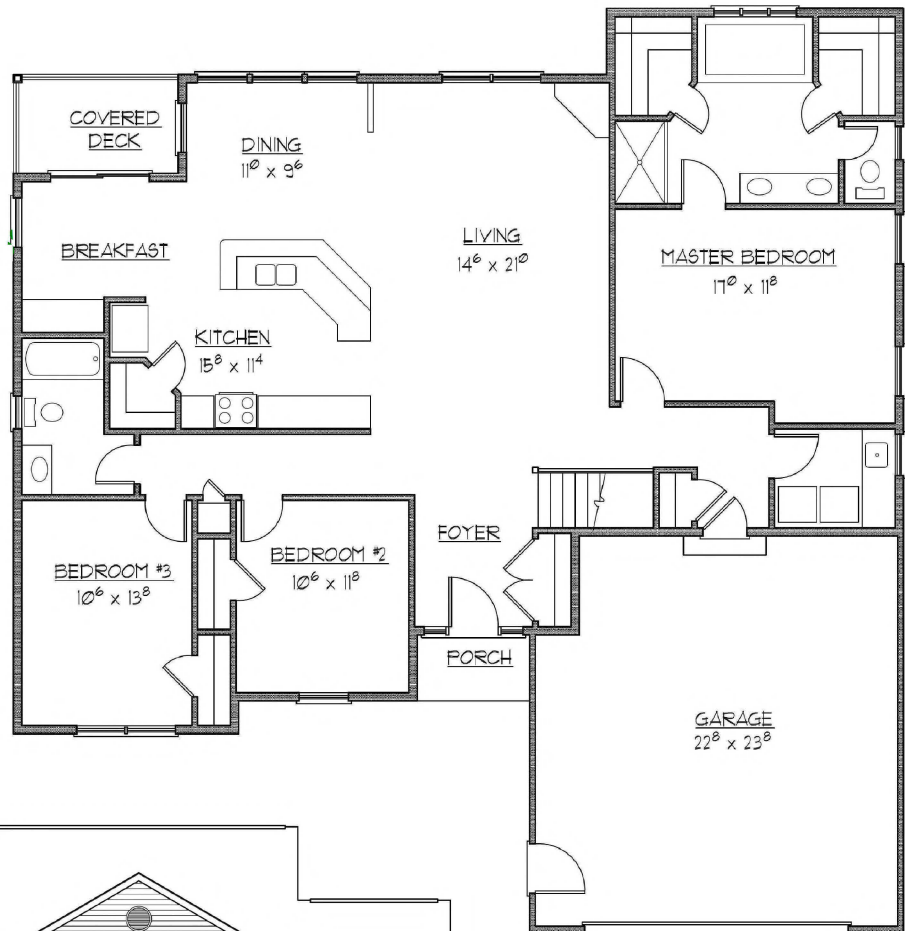 COVERED
DECK
DINING
11⁰ x 9⁶
BREAKFAST
LIVING
14⁶ x 21⁰
MASTER BEDROOM
17⁰ x 11⁸
KITCHEN
15⁸ x 11⁴
FOYER
BEDROOM #2
10⁶ x 11⁸
BEDROOM #3
10⁶ x 13⁸
PORCH
GARAGE
22⁸ x 23⁸